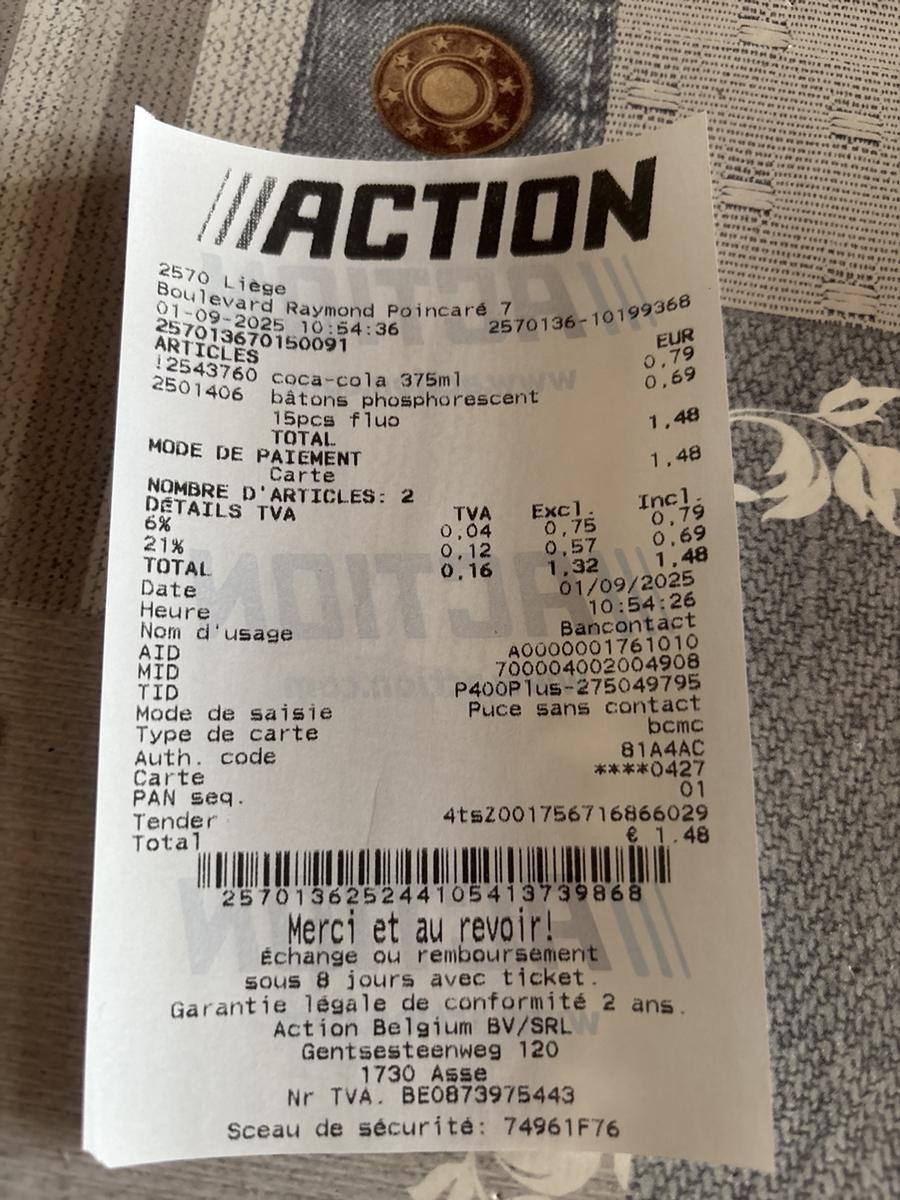 ACTION
2570 Liège
Boulevard Raymond Poincaré 7
01-09-2025 10:54:36 2570136-10199368
257013670150091
ARTICLES EUR
!2543760 coca-cola 375ml 0,79
2501406 bâtons phosphorescent 0,69
15pcs fluo
TOTAL 1,48
MODE DE PAIEMENT
Carte 1,48
NOMBRE D'ARTICLES: 2
DÉTAILS TVA TVA Excl. Incl.
6% 0,04 0,75 0,79
21% 0,12 0,57 0,69
TOTAL 0,16 1,32 1,48
Date 01/09/2025
Heure 10:54:26
Nom d'usage Bancontact
AID A0000001761010
MID 700004002004908
TID P400Plus-275049795
Mode de saisie Puce sans contact
Type de carte bcmc
Auth. code 81A4AC
Carte ****0427
PAN seq. 01
Tender 4tsZ001756716866029
Total € 1,48
257013625244105413739868
Merci et au revoir!
Échange ou remboursement
sous 8 jours avec ticket.
Garantie légale de conformité 2 ans.
Action Belgium BV/SRL
Gentsesteenweg 120
1730 Asse
Nr TVA. BE0873975443
Sceau de sécurité: 74961F76